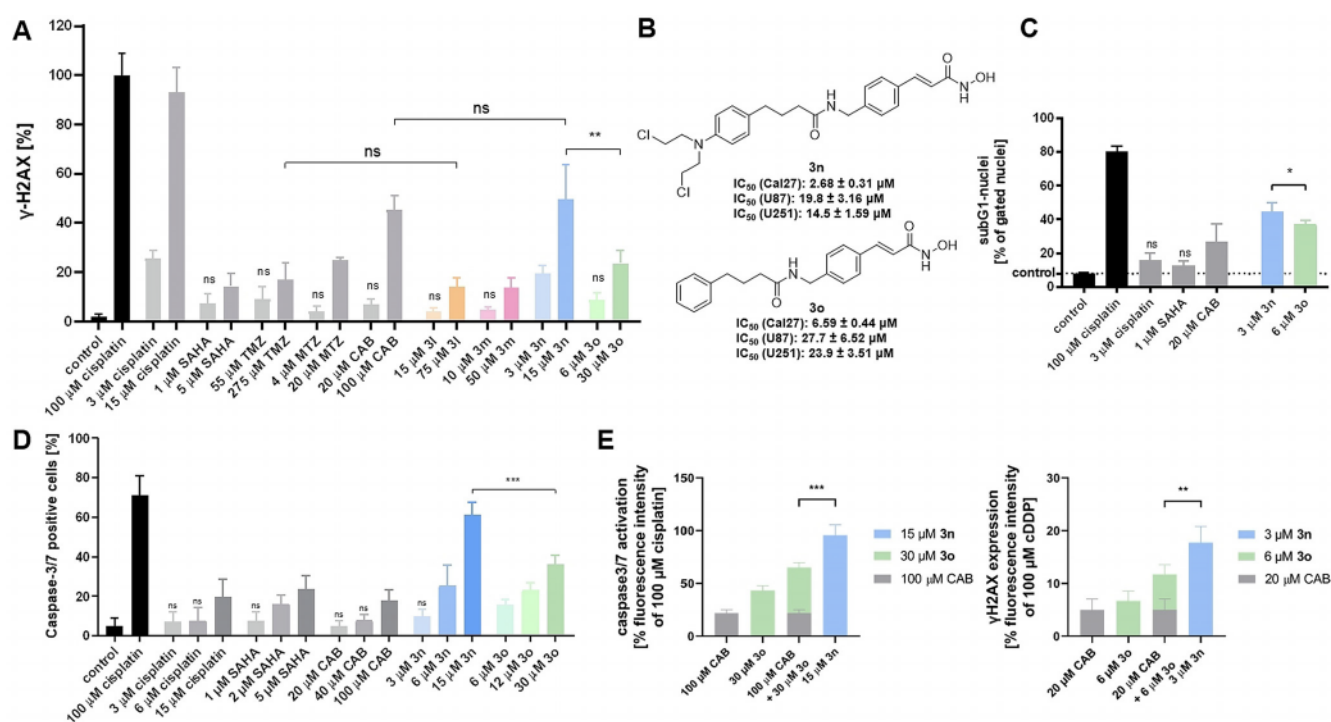 A
γ-H2AX [%]
120
100
80
60
40
20
0
ns
ns
**
ns
ns
ns
ns
ns
ns
ns
control
100 µM cisplatin
3 µM cisplatin
15 µM cisplatin
1 µM SAHA
5 µM SAHA
55 µM TMZ
275 µM TMZ
4 µM MTZ
20 µM MTZ
20 µM CAB
100 µM CAB
15 µM 3l
75 µM 3l
10 µM 3m
50 µM 3m
3 µM 3n
15 µM 3n
6 µM 3o
30 µM 3o
B
Cl
N
Cl
O
H
N
O
N
H
OH
3n
IC50 (Cal27): 2.68 ± 0.31 µM
IC50 (U87): 19.8 ± 3.16 µM
IC50 (U251): 14.5 ± 1.59 µM
O
H
N
O
N
H
OH
3o
IC50 (Cal27): 6.59 ± 0.44 µM
IC50 (U87): 27.7 ± 6.52 µM
IC50 (U251): 23.9 ± 3.51 µM
C
subG1-nuclei
[% of gated nuclei]
100
80
60
40
20
control
0
ns
ns
*
control
100 µM cisplatin
3 µM cisplatin
1 µM SAHA
20 µM CAB
3 µM 3n
6 µM 3o
D
Caspase-3/7 positive cells [%]
100
80
60
40
20
0
ns
ns
ns
ns
ns
ns
***
control
100 µM cisplatin
3 µM cisplatin
6 µM cisplatin
15 µM cisplatin
1 µM SAHA
2 µM SAHA
5 µM SAHA
20 µM CAB
40 µM CAB
100 µM CAB
3 µM 3n
6 µM 3n
15 µM 3n
6 µM 3o
12 µM 3o
30 µM 3o
E
caspase3/7 activation
[% fluorescence intensity
of 100 µM cisplatin]
150
100
50
0
***
100 µM CAB
30 µM 3o
100 µM CAB
+ 30 µM 3o
15 µM 3n
15 µM 3n
30 µM 3o
100 µM CAB
γH2AX expression
[% fluorescence intensity
of 100 µM cDDP]
30
20
10
0
**
20 µM CAB
6 µM 3o
20 µM CAB
+ 6 µM 3o
3 µM 3n
3 µM 3n
6 µM 3o
20 µM CAB